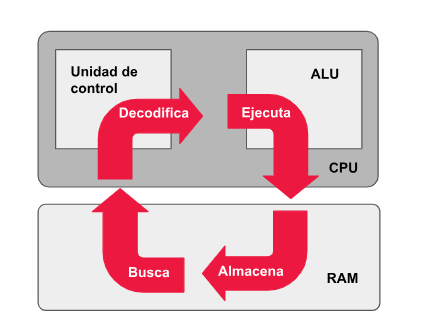 Unidad de
control
ALU
Decodifica
Ejecuta
CPU
Busca
Almacena
RAM